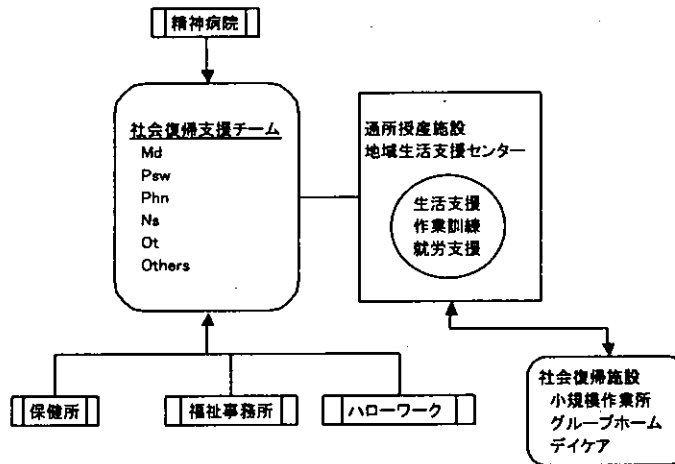 精神病院
社会復帰支援チーム
Md
Psw
Phn
Ns
Ot
Others
通所授産施設
地域生活支援センター
生活支援
作業訓練
就労支援
保健所
福祉事務所
ハローワーク
社会復帰施設
小規模作業所
グループホーム
デイケア